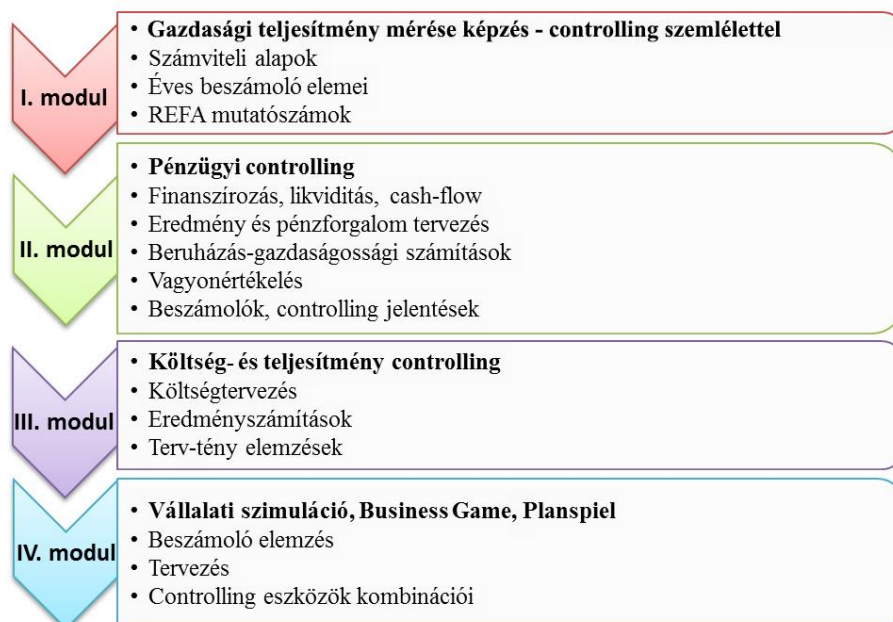 I. modul
• Gazdasági teljesítmény mérése képzés - controlling szemlélettel
• Számviteli alapok
• Éves beszámoló elemei
• REFA mutatószámok
II. modul
• Pénzügyi controlling
• Finanszírozás, likviditás, cash-flow
• Eredmény és pénzforgalom tervezés
• Beruházás-gazdaságossági számítások
• Vagyonértékelés
• Beszámolók, controlling jelentések
III. modul
• Költség- és teljesítmény controlling
• Költségtervezés
• Eredményszámítások
• Terv-tény elemzések
IV. modul
• Vállalati szimuláció, Business Game, Planspiel
• Beszámoló elemzés
• Tervezés
• Controlling eszközök kombinációi